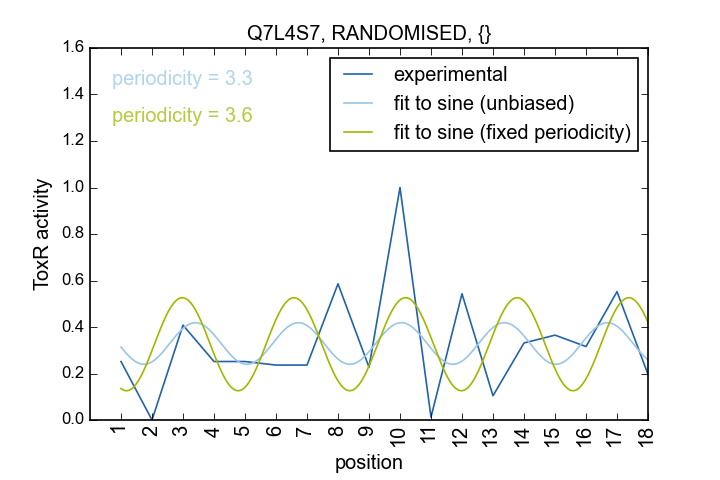 Q7L4S7, RANDOMISED, {}
1.6
1.4
1.2
1.0
0.8
0.6
0.4
0.2
0.0
ToxR activity
periodicity = 3.3
periodicity = 3.6
experimental
fit to sine (unbiased)
fit to sine (fixed periodicity)
1 2 3 4 5 6 7 8 9 10 11 12 13 14 15 16 17 18
position